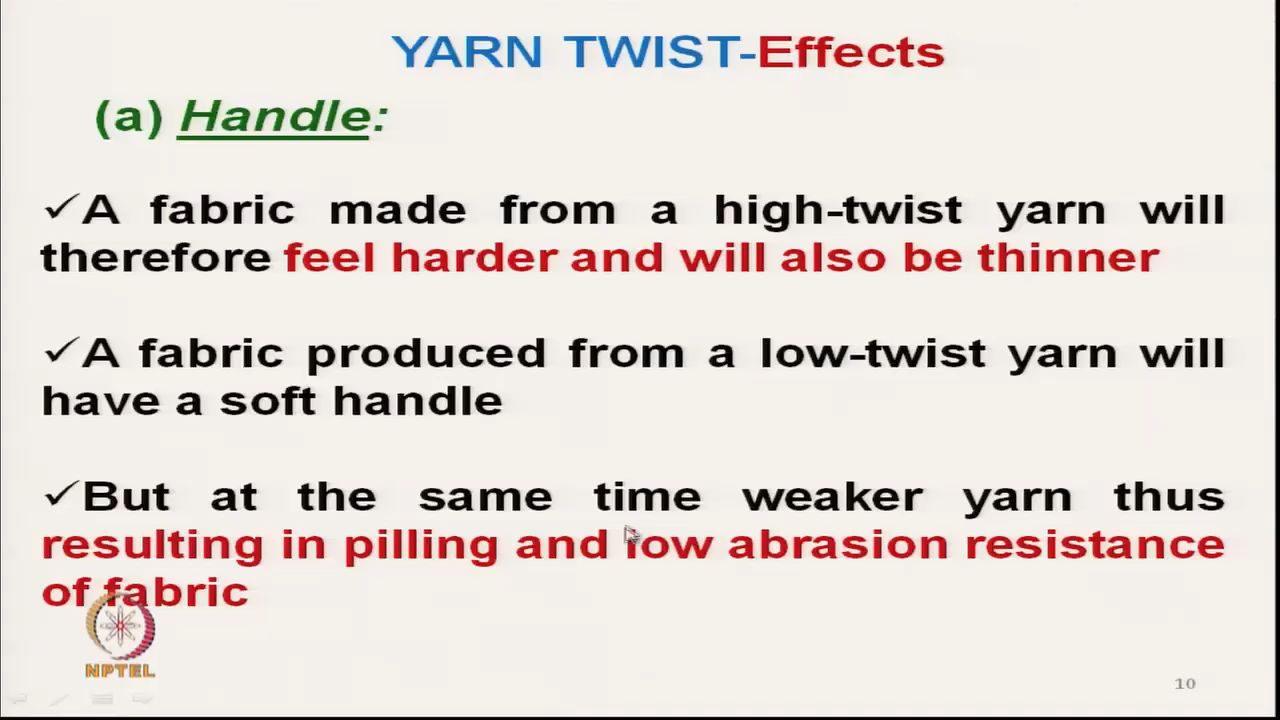 YARN TWIST-Effects
(a) Handle:
✓A fabric made from a high-twist yarn will
therefore feel harder and will also be thinner
✓A fabric produced from a low-twist yarn will
have a soft handle
✓But at the same time weaker yarn thus
resulting in pilling and low abrasion resistance
of fabric
NPTEL
10